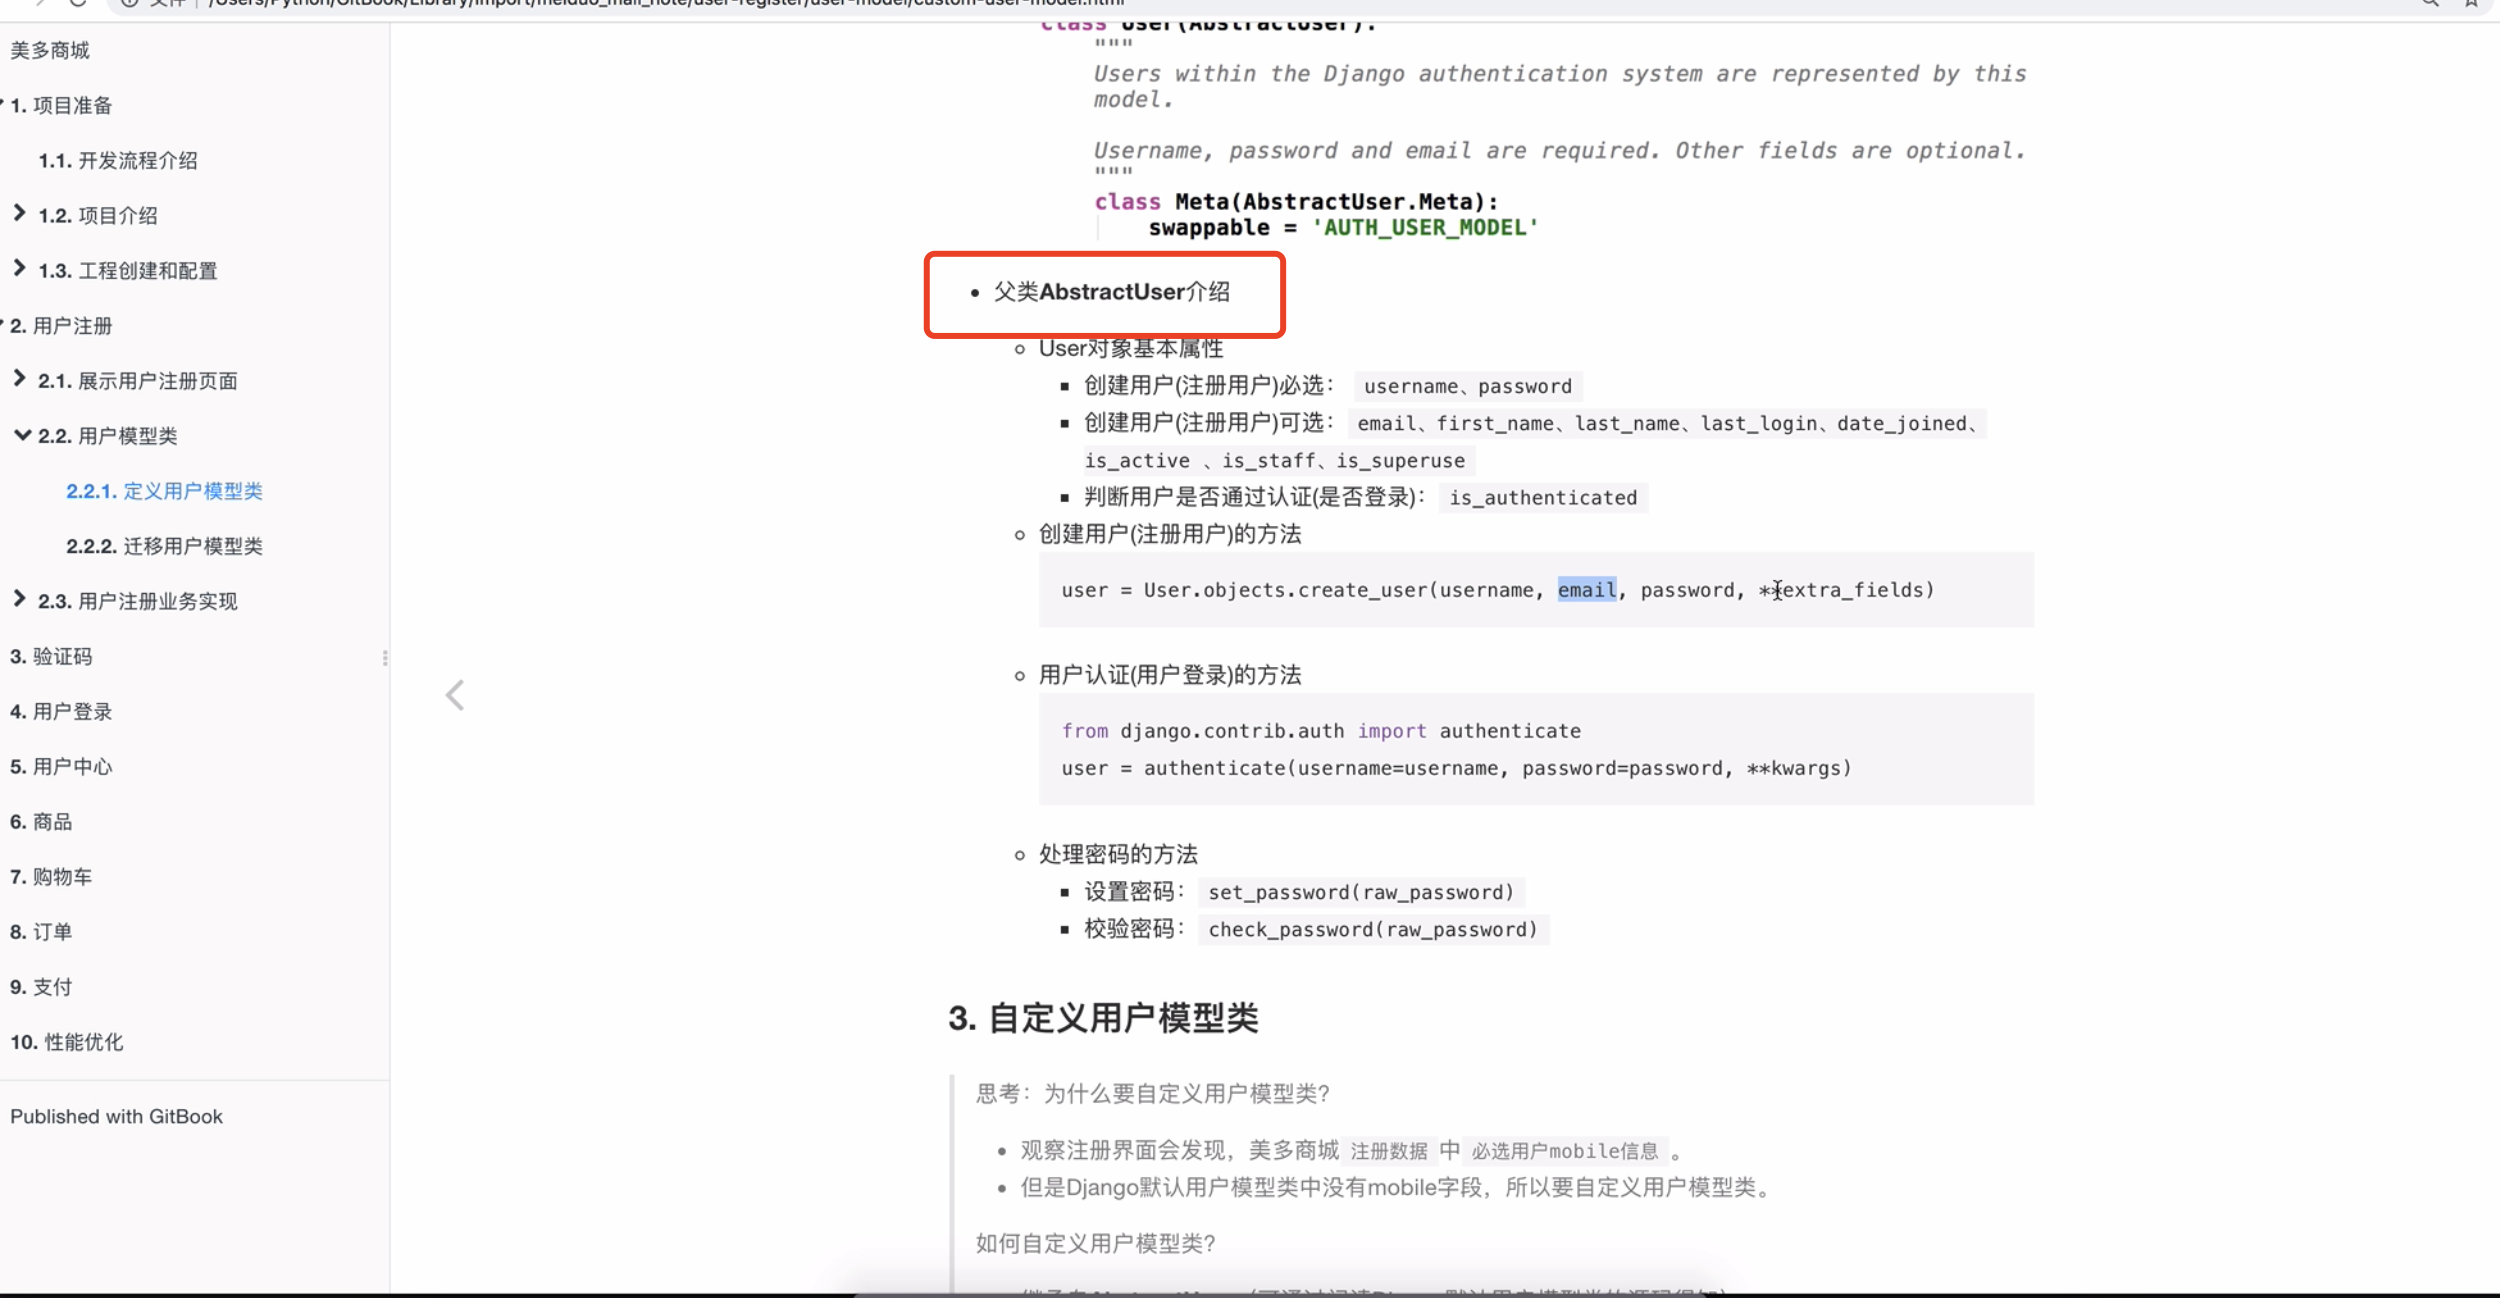 /Users/Python/GitBook/Library/Import/meiduo_mall_note/user-register/user-model/custom-user-model.html
美多商城
1. 项目准备
1.1. 开发流程介绍
1.2. 项目介绍
1.3. 工程创建和配置
2. 用户注册
2.1. 展示用户注册页面
2.2. 用户模型类
2.2.1. 定义用户模型类
2.2.2. 迁移用户模型类
2.3. 用户注册业务实现
3. 验证码
4. 用户登录
5. 用户中心
6. 商品
7. 购物车
8. 订单
9. 支付
10. 性能优化
Published with GitBook
class User(AbstractUser):
"""
Users within the Django authentication system are represented by this
model.
Username, password and email are required. Other fields are optional.
"""
class Meta(AbstractUser.Meta):
swappable = 'AUTH_USER_MODEL'
• 父类AbstractUser介绍
User对象基本属性
创建用户(注册用户)必选： username、password
创建用户(注册用户)可选： email、first_name、last_name、last_login、date_joined、
is_active 、is_staff、is_superuse
判断用户是否通过认证(是否登录)： is_authenticated
创建用户(注册用户)的方法
user = User.objects.create_user(username, email, password, **extra_fields)
用户认证(用户登录)的方法
from django.contrib.auth import authenticate
user = authenticate(username=username, password=password, **kwargs)
处理密码的方法
设置密码： set_password(raw_password)
校验密码： check_password(raw_password)
3. 自定义用户模型类
思考：为什么要自定义用户模型类?
• 观察注册界面会发现，美多商城 注册数据 中 必选用户mobile信息 。
• 但是Django默认用户模型类中没有mobile字段，所以要自定义用户模型类。
如何自定义用户模型类?